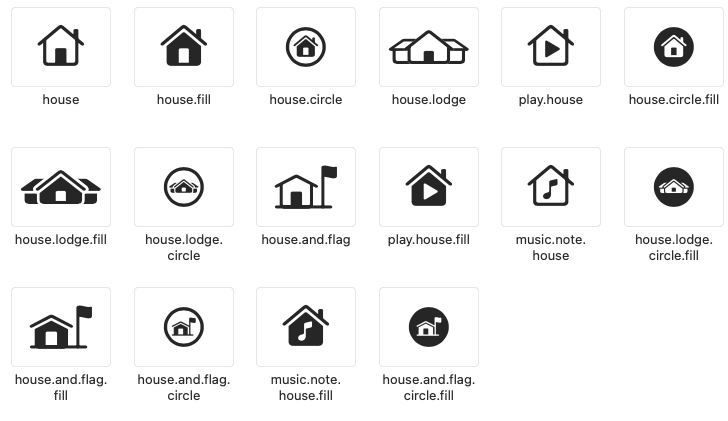 house
house.fill
house.circle
house.lodge
play.house
house.circle.fill
house.lodge.fill
house.lodge.
circle
house.and.flag
play.house.fill
music.note.
house
house.lodge.
circle.fill
house.and.flag.
fill
house.and.flag.
circle
music.note.
house.fill
house.and.flag.
circle.fill